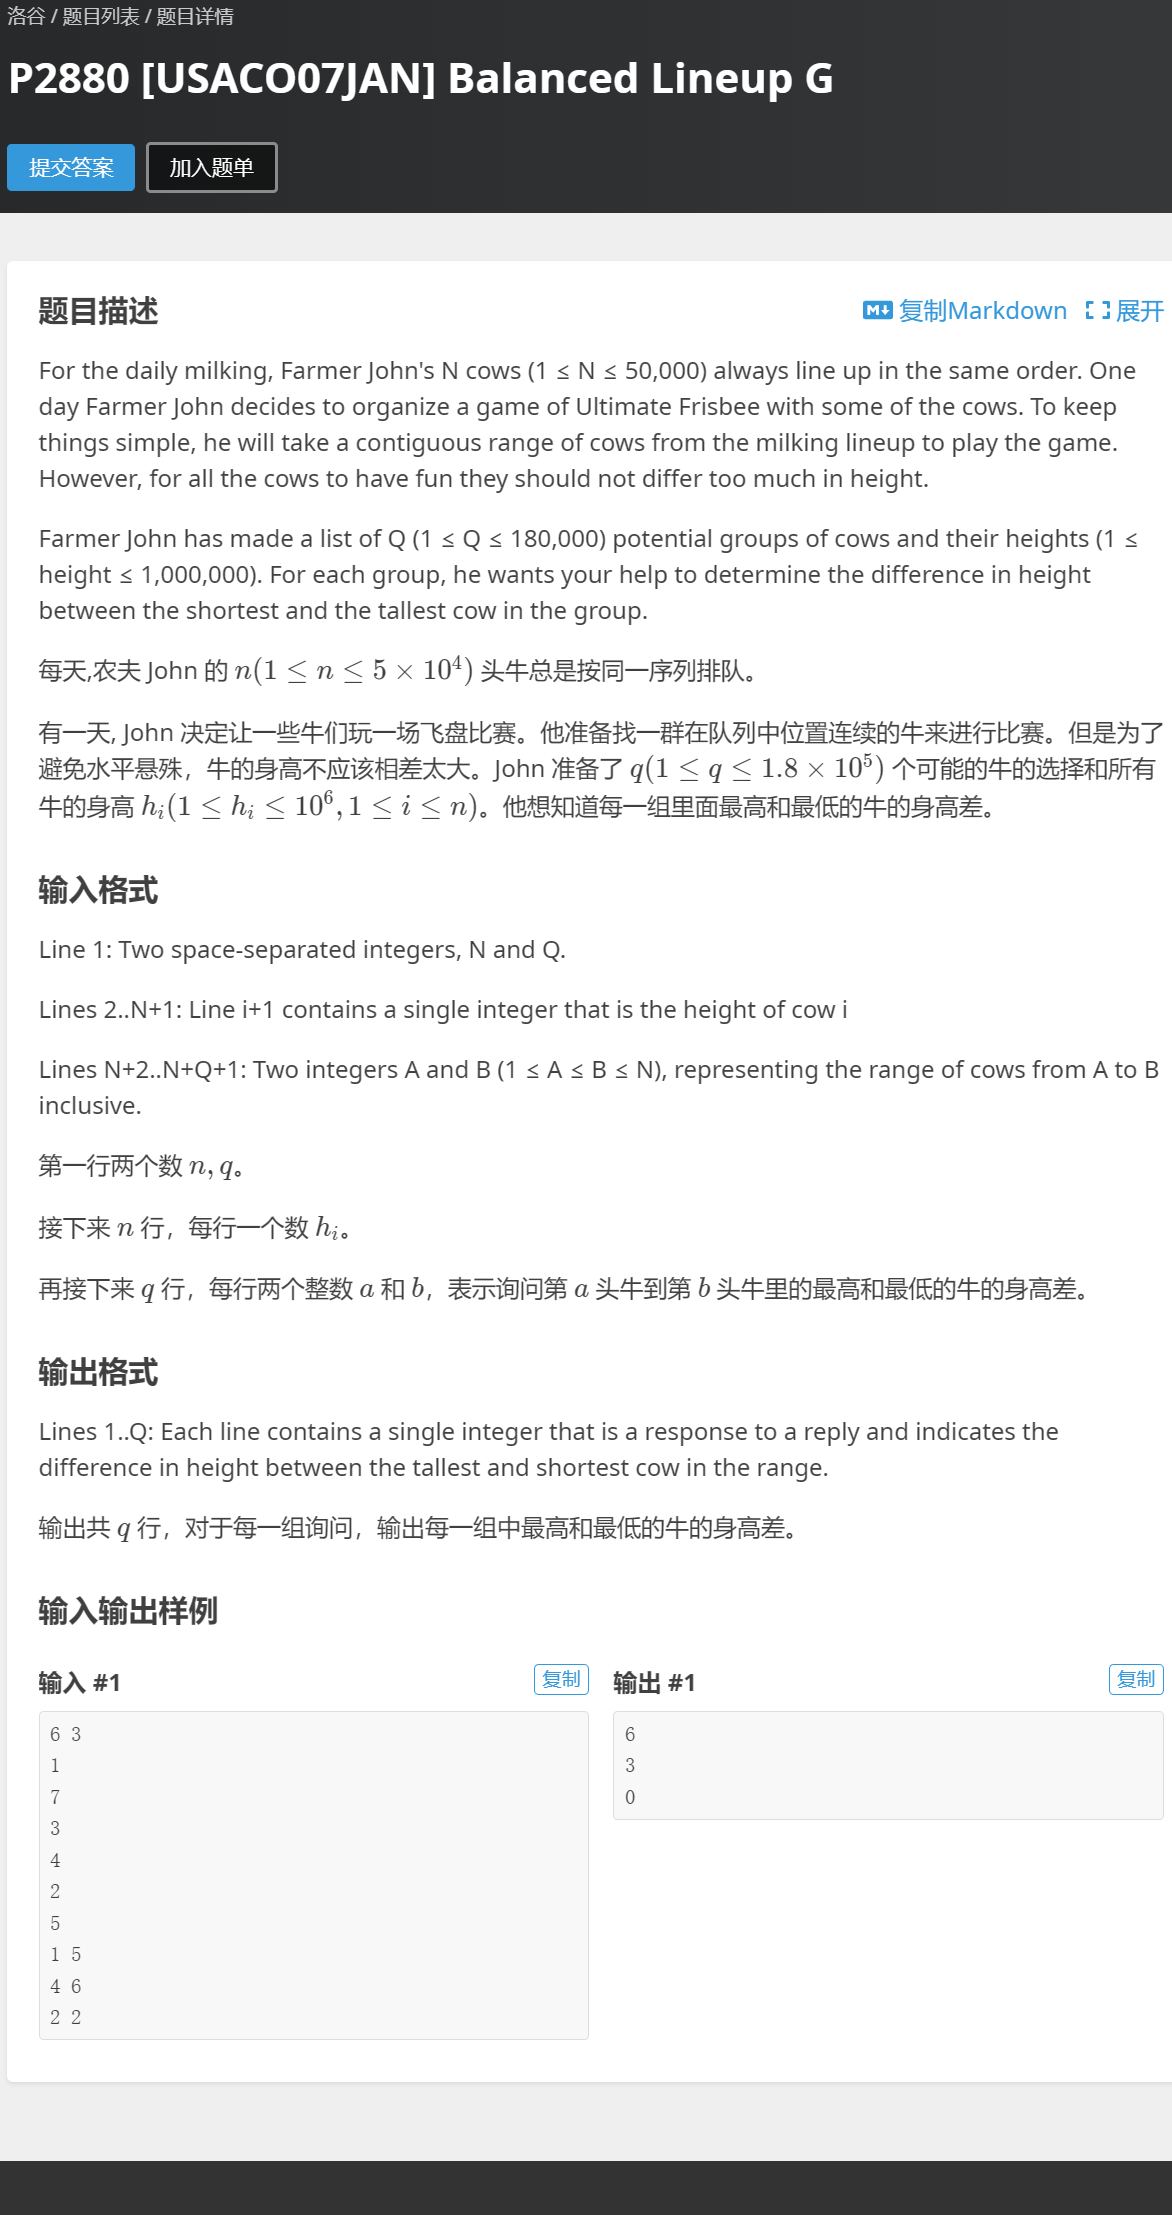 洛谷 / 题目列表 / 题目详情
P2880 [USACO07JAN] Balanced Lineup G
提交答案 加入题单
题目描述
复制Markdown 展开
For the daily milking, Farmer John's N cows (1 ≤ N ≤ 50,000) always line up in the same order. One
day Farmer John decides to organize a game of Ultimate Frisbee with some of the cows. To keep
things simple, he will take a contiguous range of cows from the milking lineup to play the game.
However, for all the cows to have fun they should not differ too much in height.
Farmer John has made a list of Q (1 ≤ Q ≤ 180,000) potential groups of cows and their heights (1 ≤
height ≤ 1,000,000). For each group, he wants your help to determine the difference in height
between the shortest and the tallest cow in the group.
每天,农夫 John 的 n(1 ≤ n ≤ 5 × 10⁴) 头牛总是按同一序列排队。
有一天, John 决定让一些牛们玩一场飞盘比赛。他准备找一群在队列中位置连续的牛来进行比赛。但是为了
避免水平悬殊，牛的身高不应该相差太大。John 准备了 q(1 ≤ q ≤ 1.8 × 10⁵) 个可能的牛的选择和所有
牛的身高 hᵢ(1 ≤ hᵢ ≤ 10⁶, 1 ≤ i ≤ n)。他想知道每一组里面最高和最低的牛的身高差。
输入格式
Line 1: Two space-separated integers, N and Q.
Lines 2..N+1: Line i+1 contains a single integer that is the height of cow i
Lines N+2..N+Q+1: Two integers A and B (1 ≤ A ≤ B ≤ N), representing the range of cows from A to B
inclusive.
第一行两个数 n, q。
接下来 n 行，每行一个数 hᵢ。
再接下来 q 行，每行两个整数 a 和 b，表示询问第 a 头牛到第 b 头牛里的最高和最低的牛的身高差。
输出格式
Lines 1..Q: Each line contains a single integer that is a response to a reply and indicates the
difference in height between the tallest and shortest cow in the range.
输出共 q 行，对于每一组询问，输出每一组中最高和最低的牛的身高差。
输入输出样例
输入 #1 复制
6 3
1
7
3
4
2
5
1 5
4 6
2 2
输出 #1 复制
6
3
0